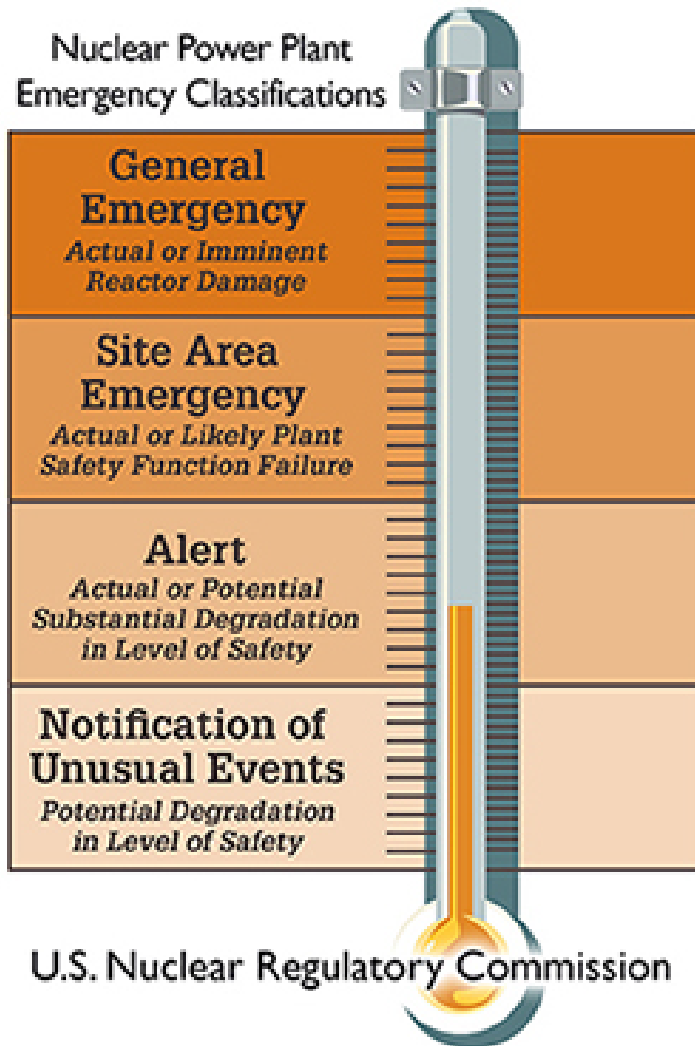 Nuclear Power Plant
Emergency Classifications
General
Emergency
Actual or Imminent
Reactor Damage
Site Area
Emergency
Actual or Likely Plant
Safety Function Failure
Alert
Actual or Potential
Substantial Degradation
in Level of Safety
Notification of
Unusual Events
Potential Degradation
in Level of Safety
U.S. Nuclear Regulatory Commission